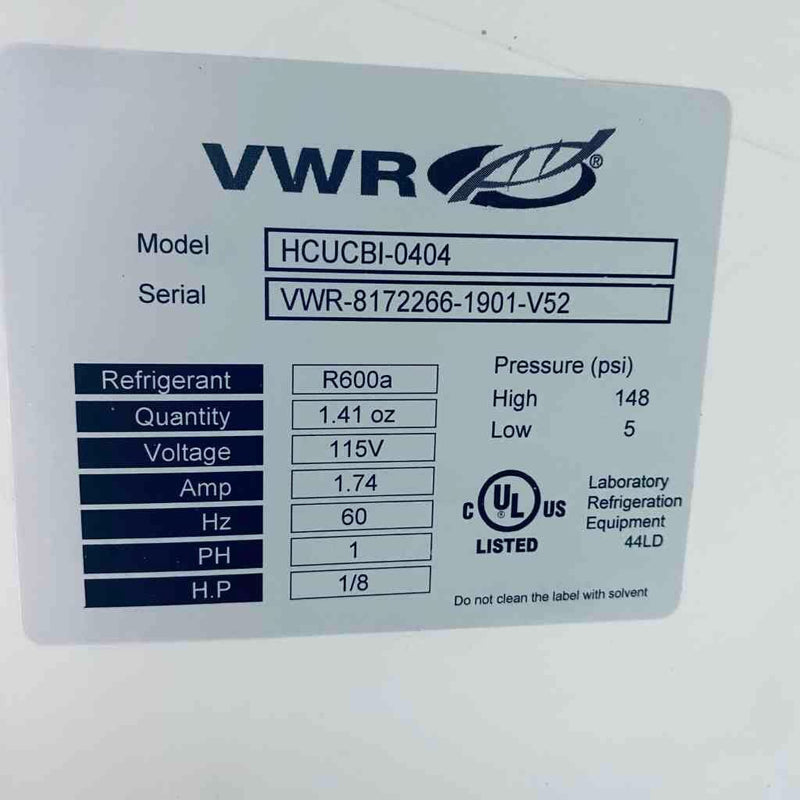 VWR®
Model HCUCBI-0404
Serial VWR-8172266-1901-V52
Refrigerant R600a
Quantity 1.41 oz
Voltage 115V
Amp 1.74
Hz 60
PH 1
H.P 1/8
Pressure (psi)
High 148
Low 5
C UL® US
LISTED
Laboratory
Refrigeration
Equipment
44LD
Do not clean the label with solvent